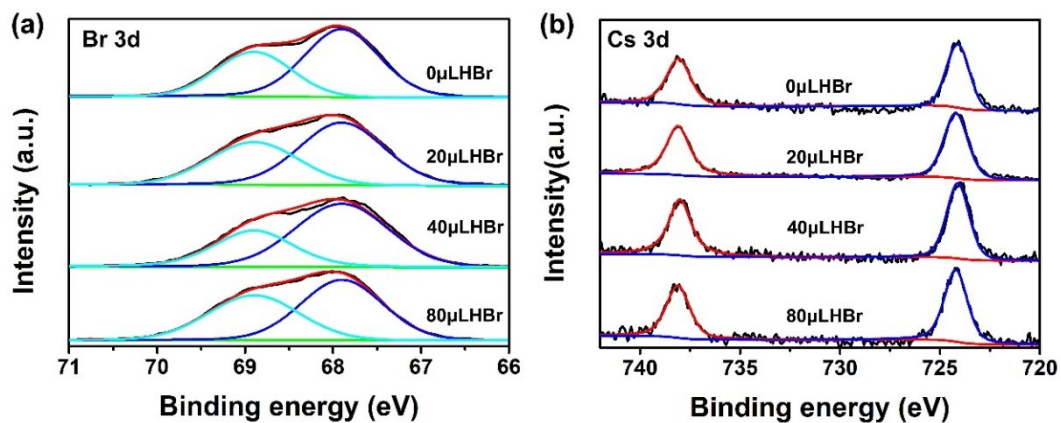 (a)
Br 3d
0μLHBr
20μLHBr
40μLHBr
80μLHBr
Intensity (a.u.)
71 70 69 68 67 66
Binding energy (eV)
(b)
Cs 3d
0μLHBr
20μLHBr
40μLHBr
80μLHBr
Intensity(a.u.)
740 735 730 725 720
Binding energy (eV)